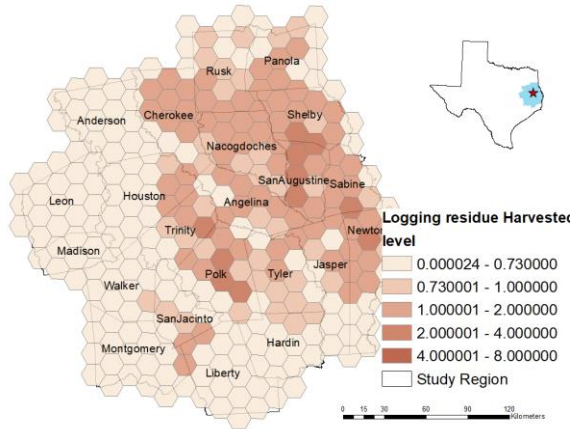 Rusk
Panola
Anderson
Cherokee
Shelby
Nacogdoches
Leon
Houston
SanAugustine
Sabine
Angelina
Trinity
Newton
Madison
Polk
Tyler
Jasper
Walker
SanJacinto
Montgomery
Hardin
Liberty
Logging residue Harvested
level
0.000024 - 0.730000
0.730001 - 1.000000
1.000001 - 2.000000
2.000001 - 4.000000
4.000001 - 8.000000
Study Region
0 15 30 60 90 120
Kilometers